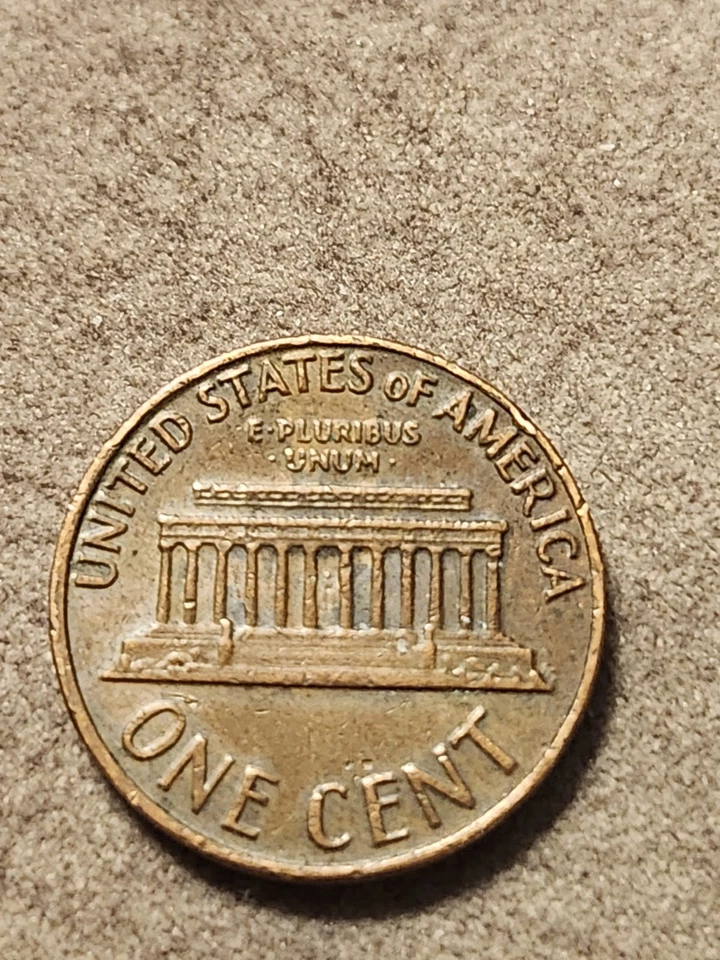 UNITED STATES OF AMERICA
E·PLURIBUS
·UNUM·
ONE CENT